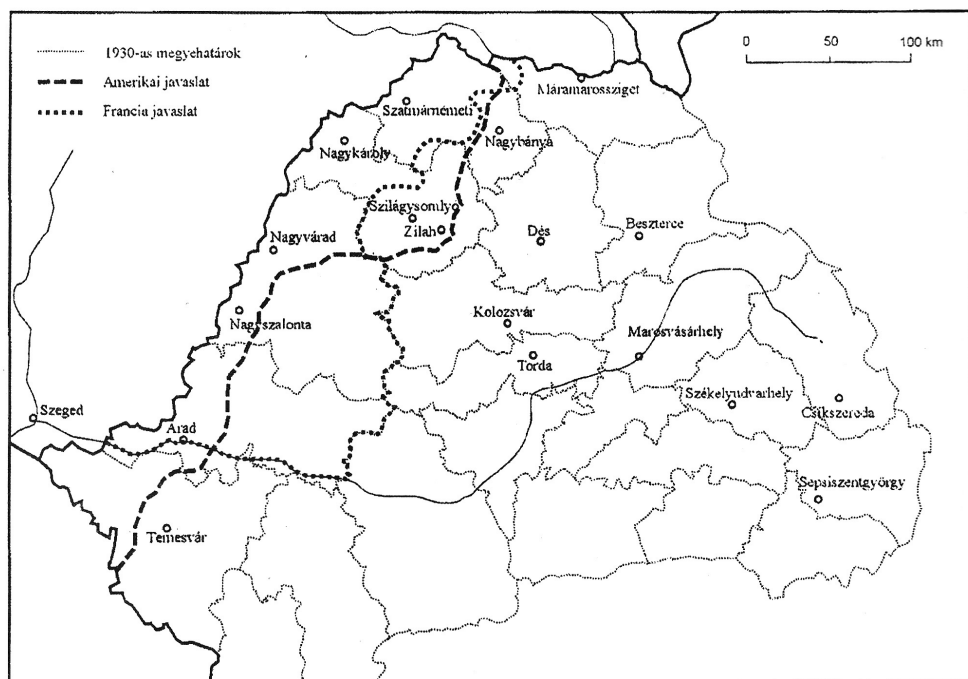 1930-as megyehatárok
Amerikai javaslat
Francia javaslat
0 50 100 km
Máramarossziget
Szatmárnémeti
Nagybánya
Nagykároly
Szilágysomlyo
Zilah
Dés
Beszterce
Nagyvárad
Nagyszalonta
Kolozsvár
Marosvásárhely
Torda
Székelyudvarhely
Csíkszereda
Szeged
Arad
Sepsiszentgyörgy
Temesvár